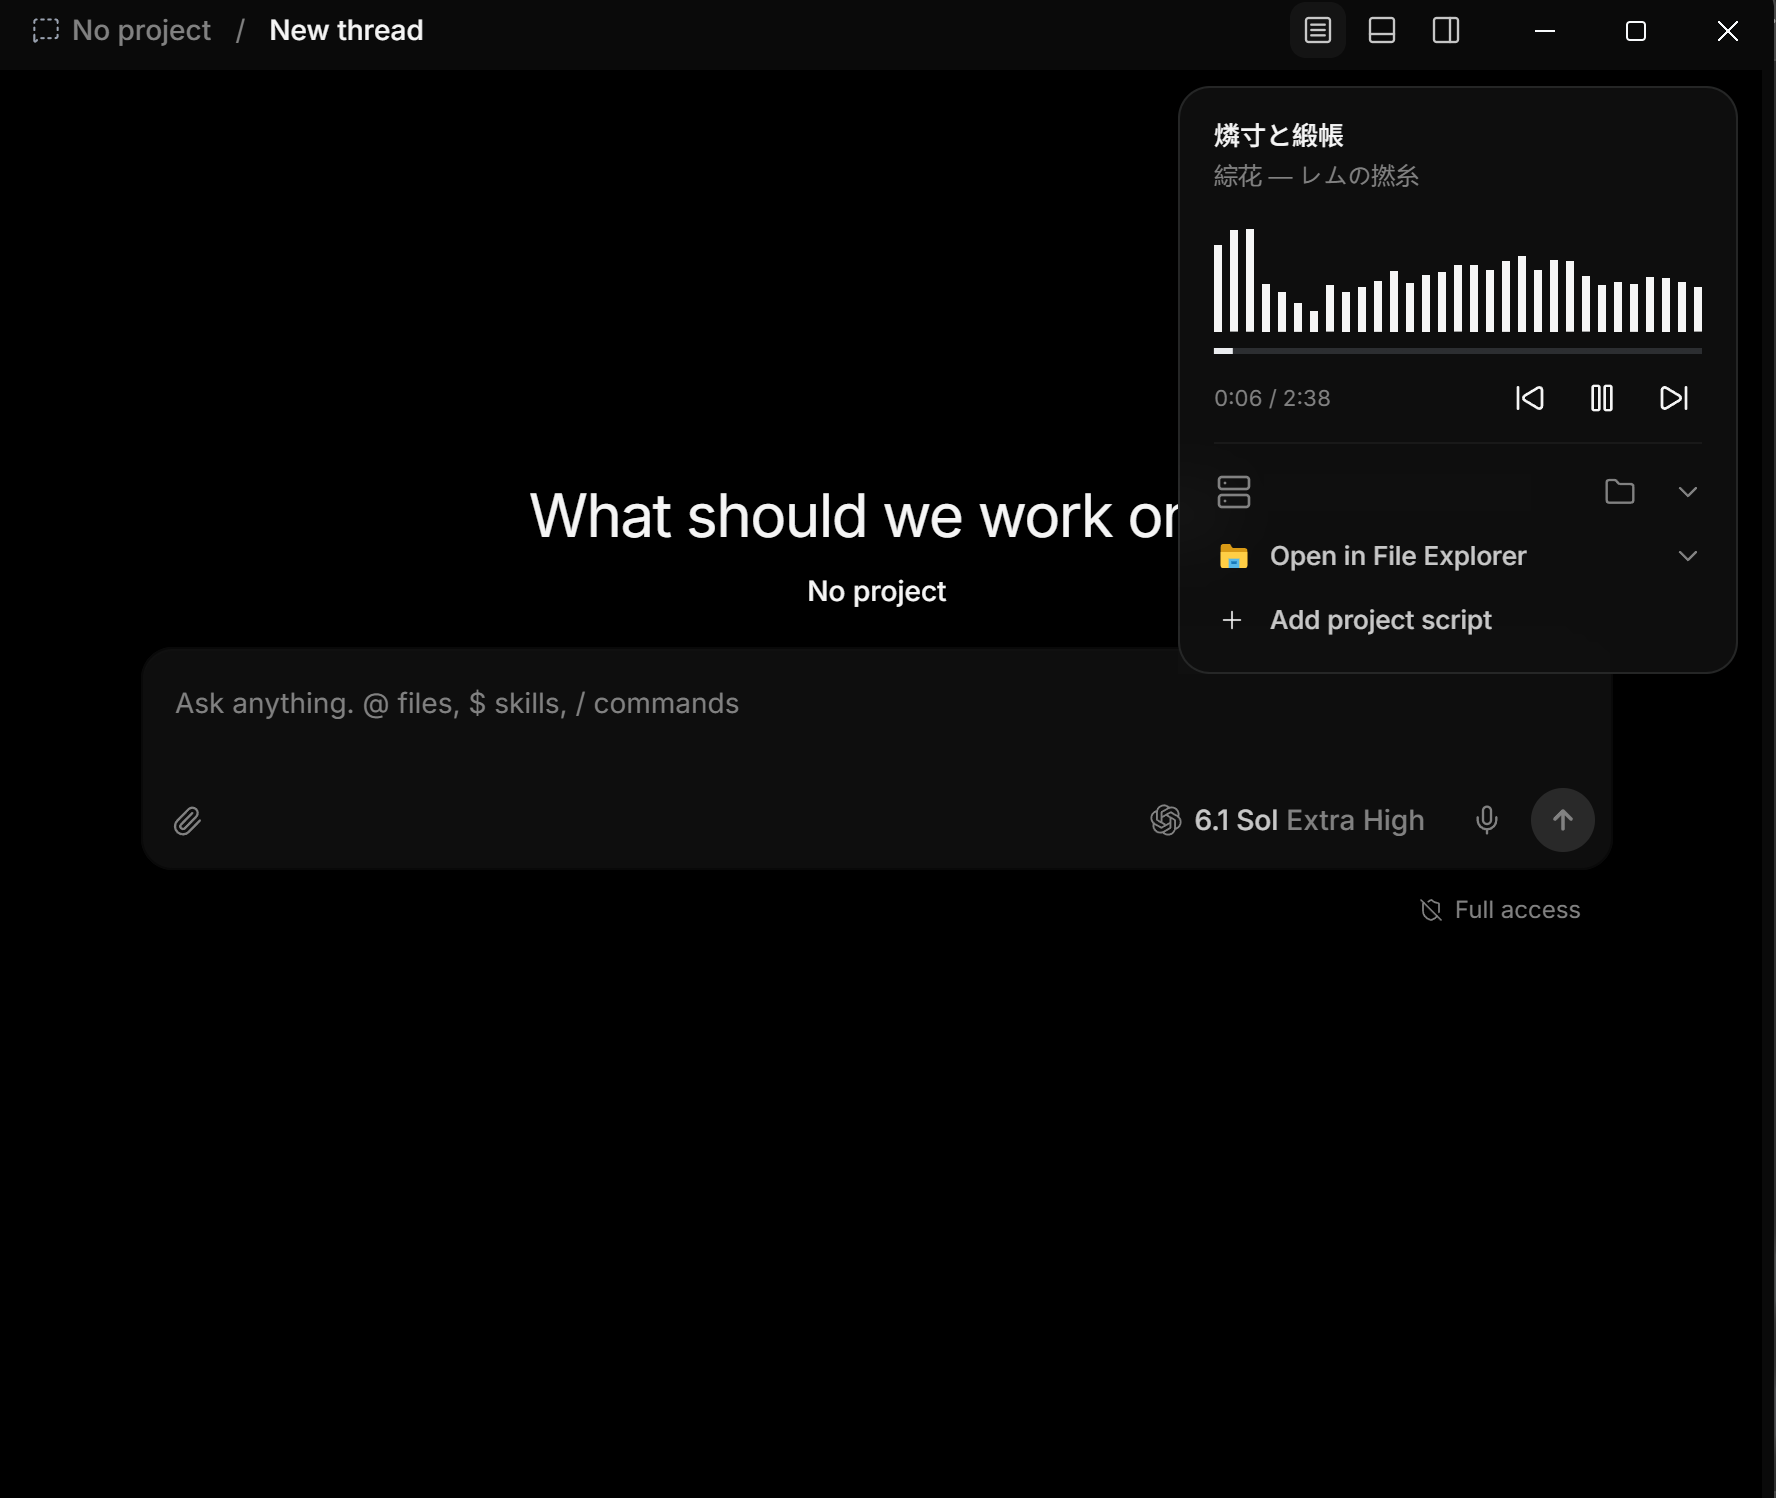 No project / New thread
燐寸と緞帳
綜花 — レムの撚糸
0:06 / 2:38
Open in File Explorer
Add project script
What should we work on
No project
Ask anything. @ files, $ skills, / commands
6.1 Sol Extra High
Full access